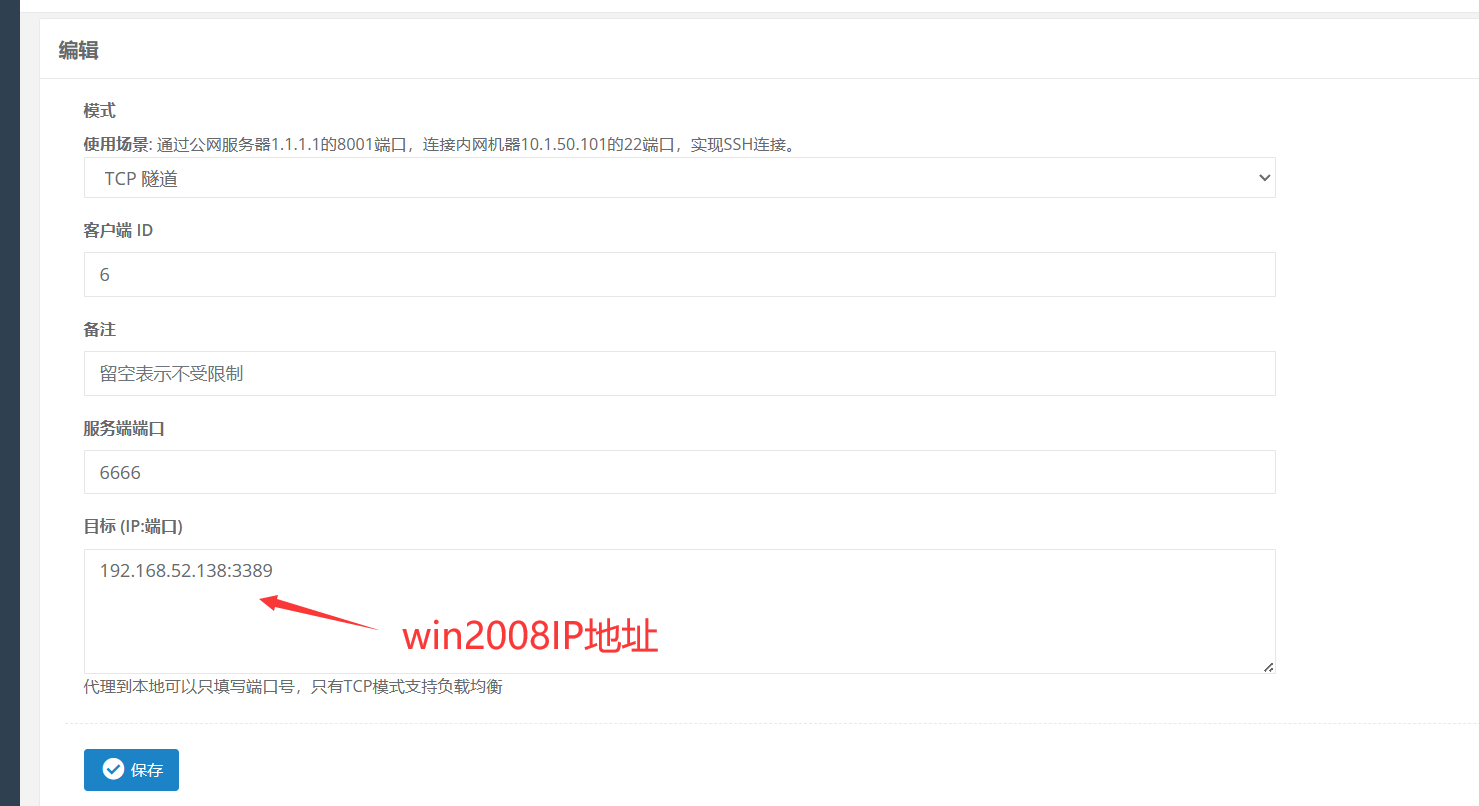 编辑
模式
使用场景: 通过公网服务器1.1.1.1的8001端口，连接内网机器10.1.50.101的22端口，实现SSH连接。
TCP 隧道
客户端 ID
6
备注
留空表示不受限制
服务端端口
6666
目标 (IP:端口)
192.168.52.138:3389
win2008IP地址
代理到本地可以只填写端口号，只有TCP模式支持负载均衡
保存